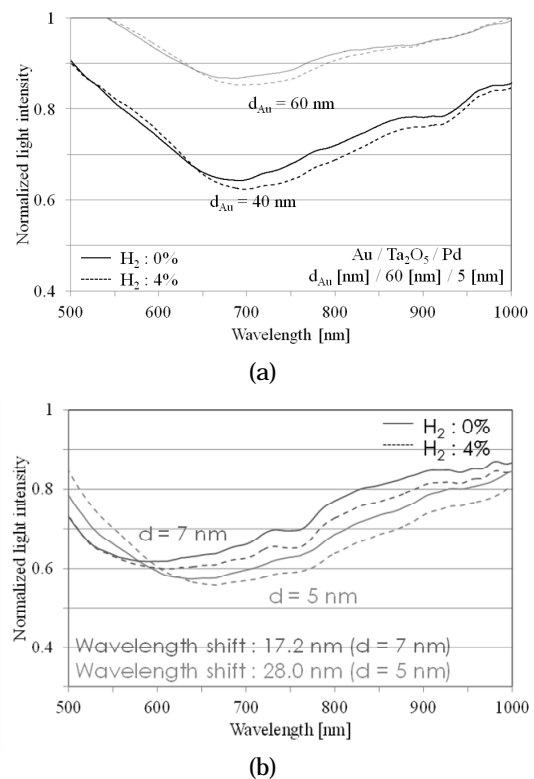 1
0.8
0.6
0.4
Normalized light intensity
d_Au = 60 nm
d_Au = 40 nm
H₂ : 0%
H₂ : 4%
Au / Ta₂O₅ / Pd
d_Au [nm] / 60 [nm] / 5 [nm]
500 600 700 800 900 1000
Wavelength [nm]
(a)
1
0.8
0.6
0.4
Normalized light intensity
H₂ : 0%
H₂ : 4%
d = 7 nm
d = 5 nm
Wavelength shift : 17.2 nm (d = 7 nm)
Wavelength shift : 28.0 nm (d = 5 nm)
500 600 700 800 900 1000
Wavelength [nm]
(b)